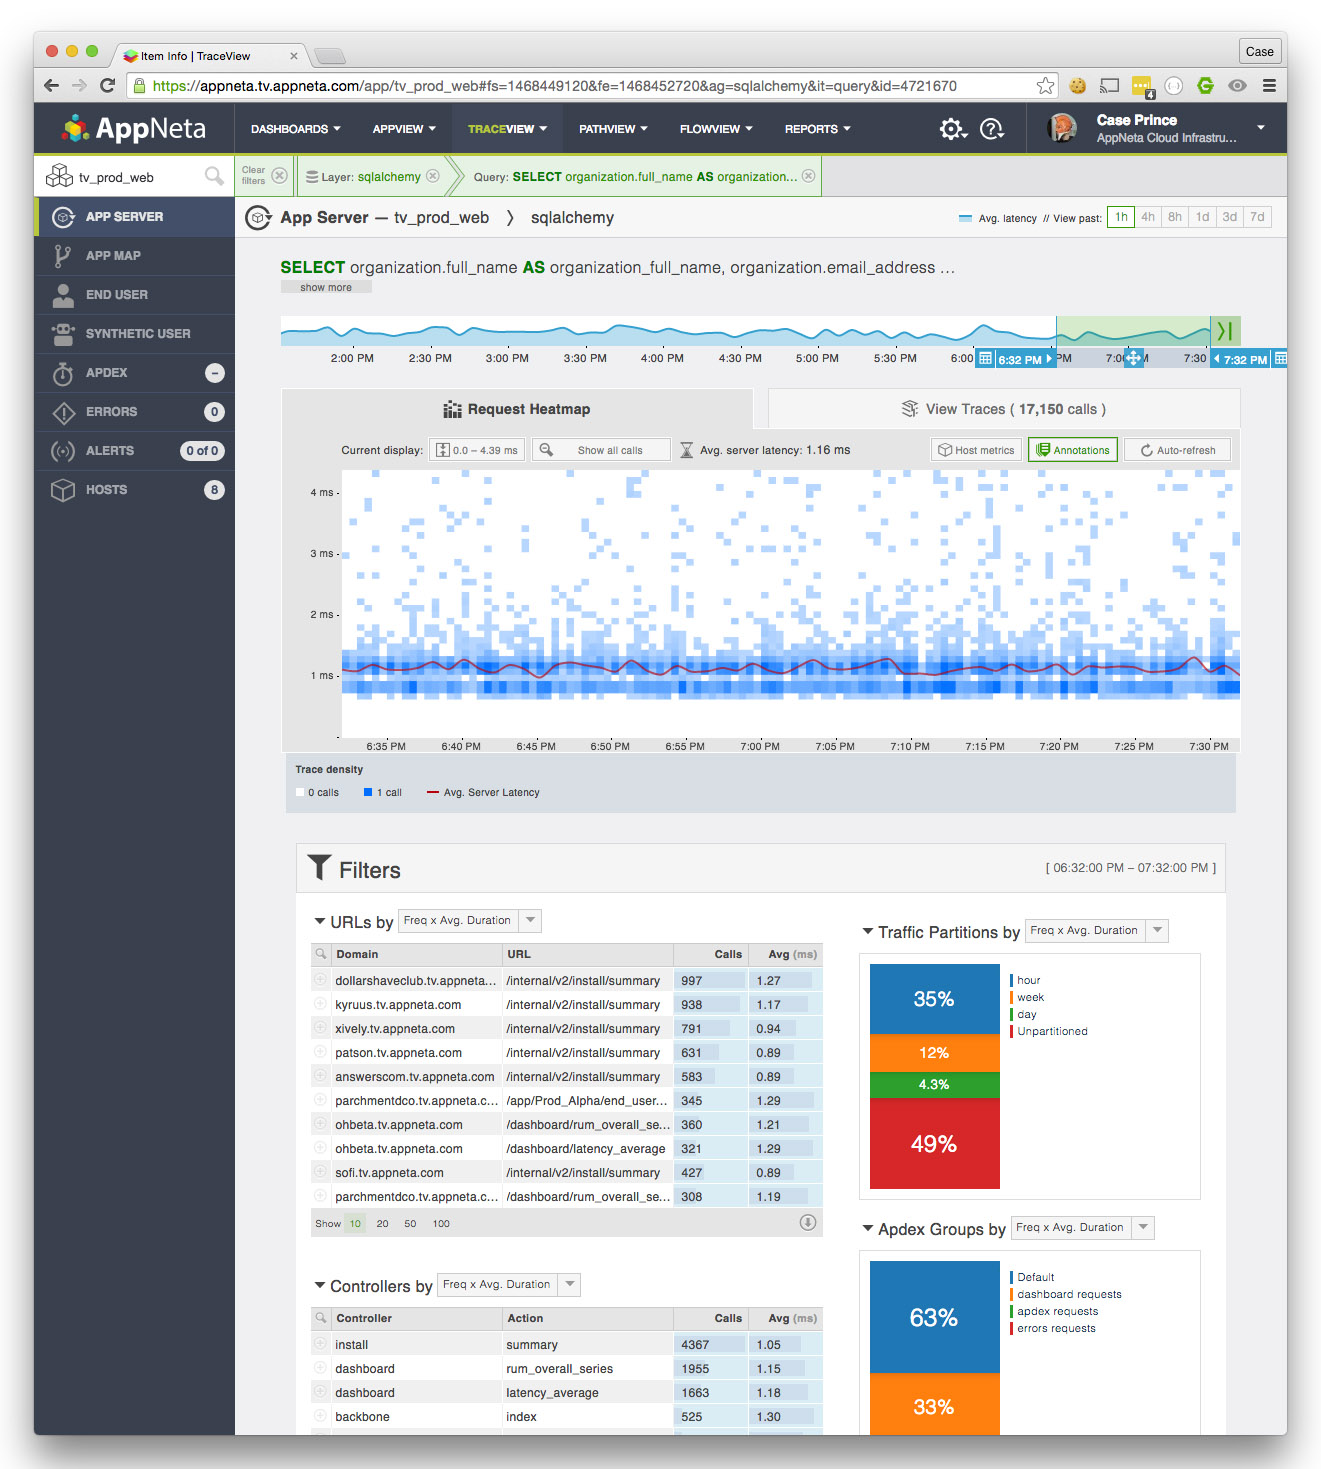 Item Info | TraceView
Case
https://appneta.tv.appneta.com/app/tv_prod_web#fs=1468449120&fe=1468452720&ag=sqlalchemy&it=query&id=4721670
4
AppNeta
DASHBOARDS
APPVIEW
TRACEVIEW
PATHVIEW
FLOWVIEW
REPORTS
Case Prince
AppNeta Cloud Infrastru...
tv_prod_web
Clear filters
Layer: sqlalchemy
Query: SELECT organization.full_name AS organization...
APP SERVER
APP MAP
END USER
SYNTHETIC USER
APDEX –
ERRORS 0
ALERTS 0 of 0
HOSTS 8
App Server — tv_prod_web 〉 sqlalchemy
Avg. latency // View past: 1h 4h 8h 1d 3d 7d
SELECT organization.full_name AS organization_full_name, organization.email_address ...
show more
2:00 PM 2:30 PM 3:00 PM 3:30 PM 4:00 PM 4:30 PM 5:00 PM 5:30 PM 6:00 6:32 PM PM 7:0 M 7:30 7:32 PM
Request Heatmap
View Traces ( 17,150 calls )
Current display: 0.0 – 4.39 ms
Show all calls
Avg. server latency: 1.16 ms
Host metrics
Annotations
Auto-refresh
4 ms
3 ms
2 ms
1 ms
6:35 PM 6:40 PM 6:45 PM 6:50 PM 6:55 PM 7:00 PM 7:05 PM 7:10 PM 7:15 PM 7:20 PM 7:25 PM 7:30 PM
Trace density
0 calls 1 call Avg. Server Latency
Filters
[ 06:32:00 PM – 07:32:00 PM ]
URLs by Freq x Avg. Duration
Domain URL Calls Avg (ms)
dollarshaveclub.tv.appneta... /internal/v2/install/summary 997 1.27
kyruus.tv.appneta.com /internal/v2/install/summary 938 1.17
xively.tv.appneta.com /internal/v2/install/summary 791 0.94
patson.tv.appneta.com /internal/v2/install/summary 631 0.89
answerscom.tv.appneta.com /internal/v2/install/summary 583 0.89
parchmentdco.tv.appneta.c... /app/Prod_Alpha/end_user... 345 1.29
ohbeta.tv.appneta.com /dashboard/rum_overall_se... 360 1.21
ohbeta.tv.appneta.com /dashboard/latency_average 321 1.29
sofi.tv.appneta.com /internal/v2/install/summary 427 0.89
parchmentdco.tv.appneta.c... /dashboard/rum_overall_se... 308 1.19
Show 10 20 50 100
Controllers by Freq x Avg. Duration
Controller Action Calls Avg (ms)
install summary 4367 1.05
dashboard rum_overall_series 1955 1.15
dashboard latency_average 1663 1.18
backbone index 525 1.30
Traffic Partitions by Freq x Avg. Duration
35%
12%
4.3%
49%
hour
week
day
Unpartitioned
Apdex Groups by Freq x Avg. Duration
63%
33%
Default
dashboard requests
apdex requests
errors requests